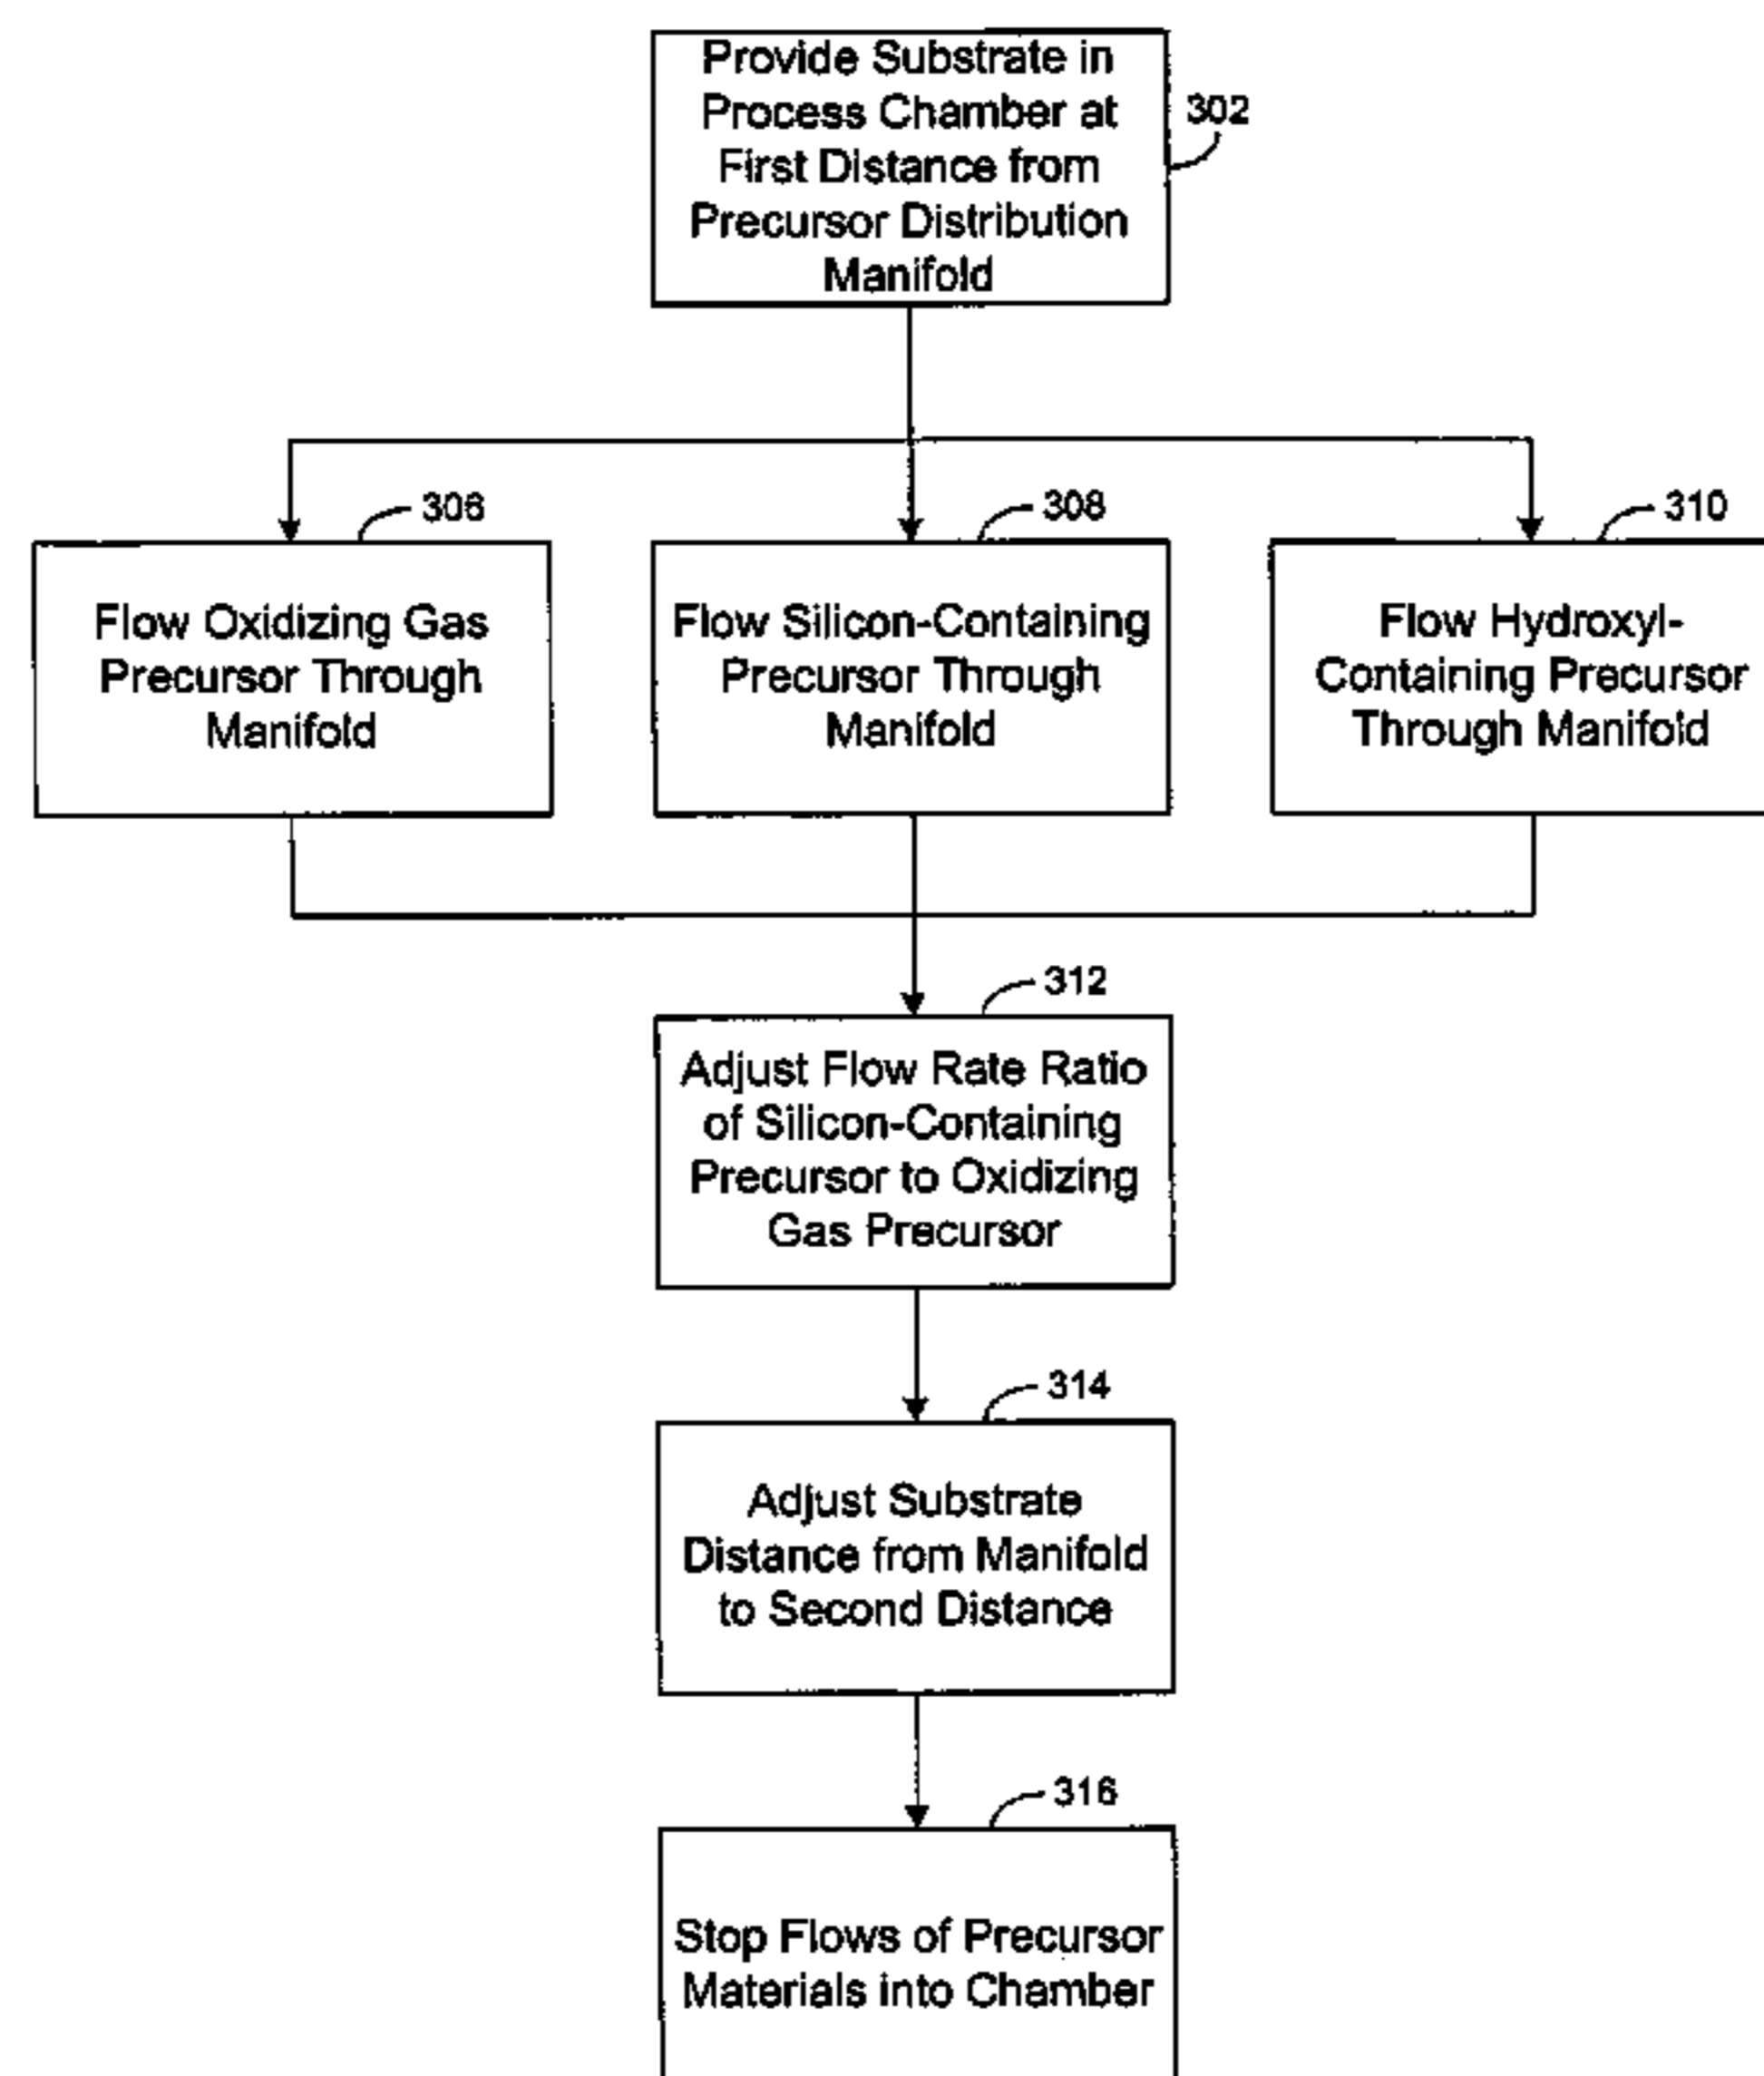 Provide Substrate in
Process Chamber at
First Distance from
Precursor Distribution
Manifold
302
306
Flow Oxidizing Gas
Precursor Through
Manifold
308
Flow Silicon-Containing
Precursor Through
Manifold
310
Flow Hydroxyl-
Containing Precursor
Through Manifold
312
Adjust Flow Rate Ratio
of Silicon-Containing
Precursor to Oxidizing
Gas Precursor
314
Adjust Substrate
Distance from Manifold
to Second Distance
316
Stop Flows of Precursor
Materials into Chamber